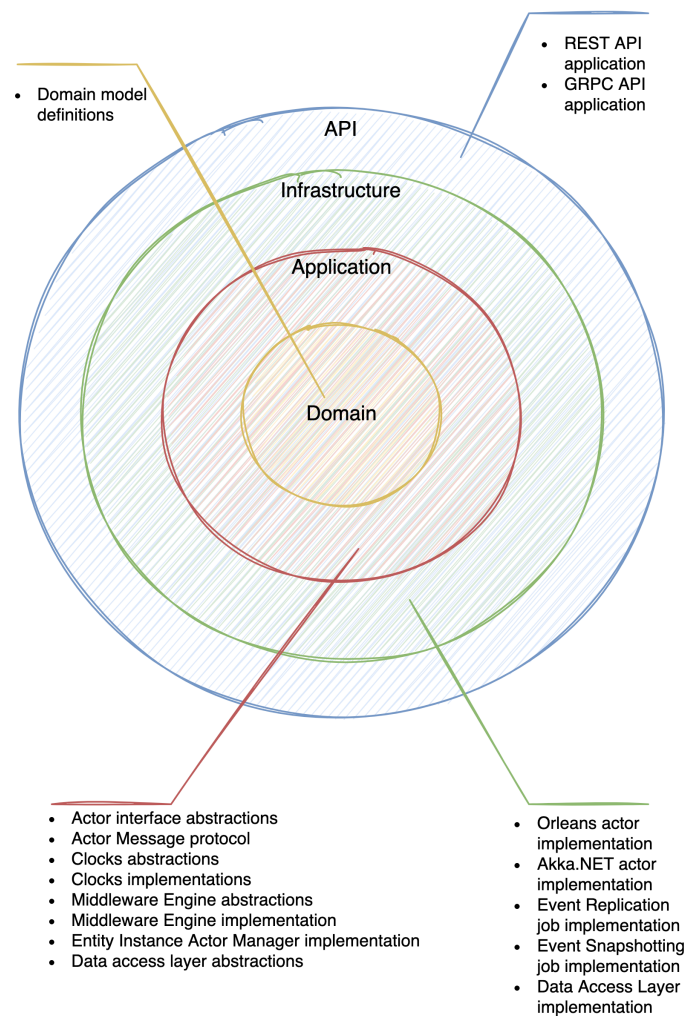 • REST API
application
• GRPC API
application
• Domain model
definitions
API
Infrastructure
Application
Domain
• Actor interface abstractions
• Actor Message protocol
• Clocks abstractions
• Clocks implementations
• Middleware Engine abstractions
• Middleware Engine implementation
• Entity Instance Actor Manager implementation
• Data access layer abstractions
• Orleans actor
implementation
• Akka.NET actor
implementation
• Event Replication
job implementation
• Event Snapshotting
job implementation
• Data Access Layer
implementation